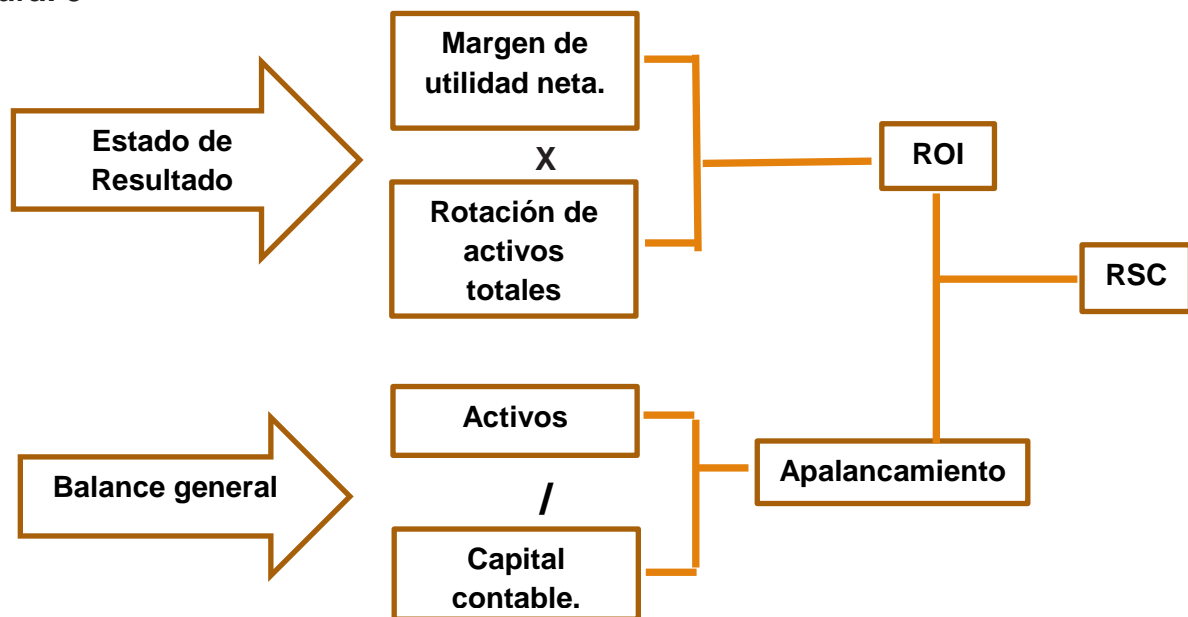 Margen de
utilidad neta.
Estado de
Resultado
X
ROI
Rotación de
activos
totales
RSC
Activos
Balance general
/
Apalancamiento
Capital
contable.